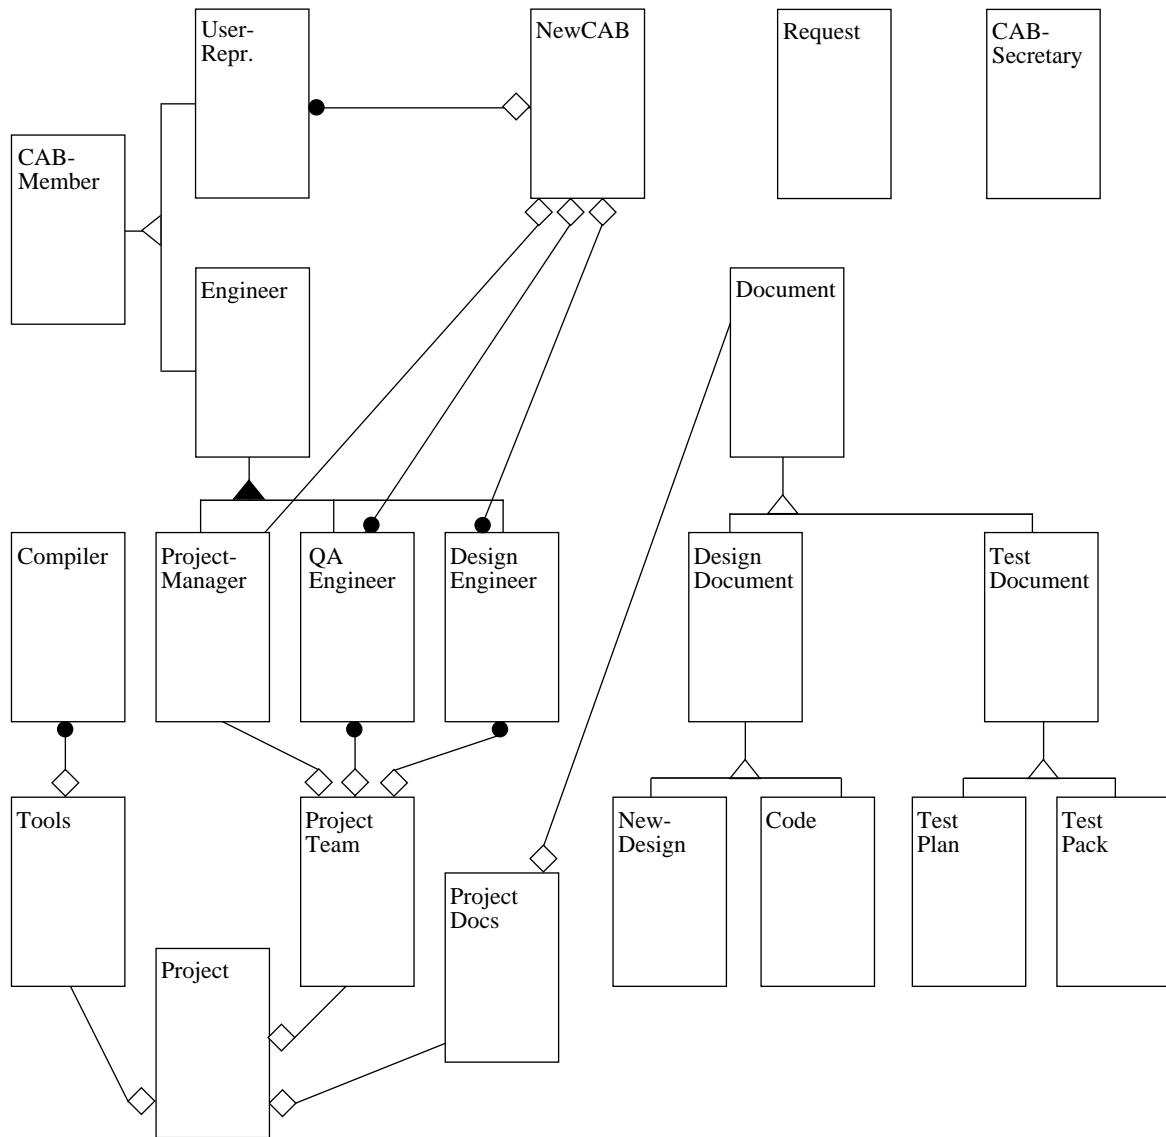 User-
Repr.
NewCAB
Request
CAB-
Secretary
CAB-
Member
Engineer
Document
Compiler
Project-
Manager
QA
Engineer
Design
Engineer
Design
Document
Test
Document
Tools
Project
Team
New-
Design
Code
Test
Plan
Test
Pack
Project
Docs
Project